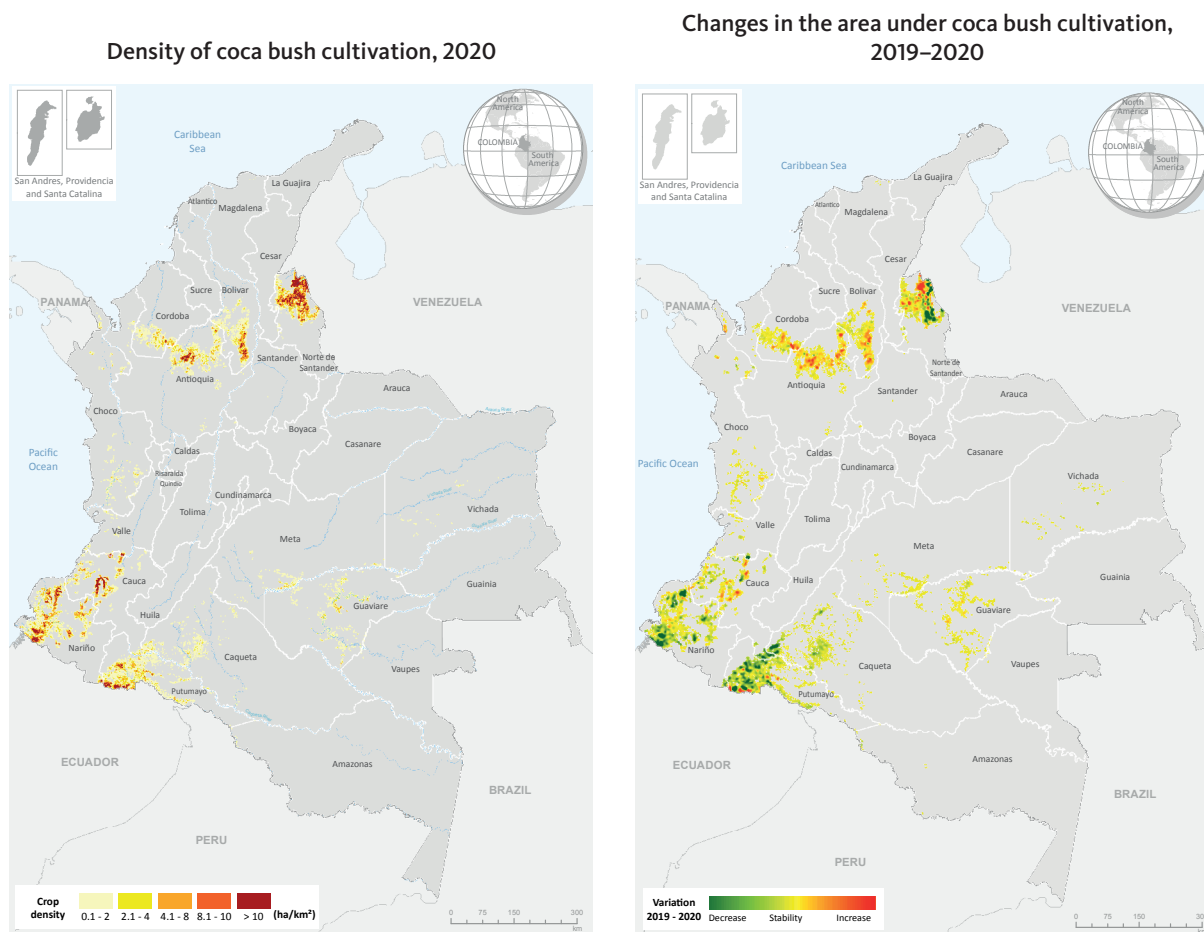 Density of coca bush cultivation, 2020
North
America
COLOMBIA
South
America
San Andres, Providencia
and Santa Catalina
Caribbean
Sea
La Guajira
Atlantico
Magdalena
Cesar
Sucre
Bolivar
PANAMA
VENEZUELA
Cordoba
Santander
Norte de
Santander
Antioquia
Arauca
Choco
Boyaca
Casanare
Pacific
Ocean
Caldas
Risaralda
Quindio
Cundinamarca
Tolima
Vichada
Valle
Meta
Cauca
Guainia
Huila
Guaviare
Nariño
Caqueta
Vaupes
Putumayo
ECUADOR
Amazonas
BRAZIL
PERU
Crop
density
0.1 - 2
2.1 - 4
4.1 - 8
8.1 - 10
> 10
(ha/km²)
0
75
150
300
km
Changes in the area under coca bush cultivation,
2019–2020
North
America
COLOMBIA
South
America
San Andres, Providencia
and Santa Catalina
Caribbean Sea
La Guajira
Atlantico
Magdalena
Cesar
Sucre
Bolivar
PANAMA
VENEZUELA
Cordoba
Norte de
Santander
Antioquia
Santander
Arauca
Choco
Boyaca
Caldas
Casanare
Pacific Ocean
Cundinamarca
Vichada
Valle
Tolima
Meta
Cauca
Huila
Guainia
Guaviare
Nariño
Caqueta
Vaupes
Putumayo
ECUADOR
Amazonas
BRAZIL
PERU
Variation
2019 - 2020
Decrease
Stability
Increase
0
75
150